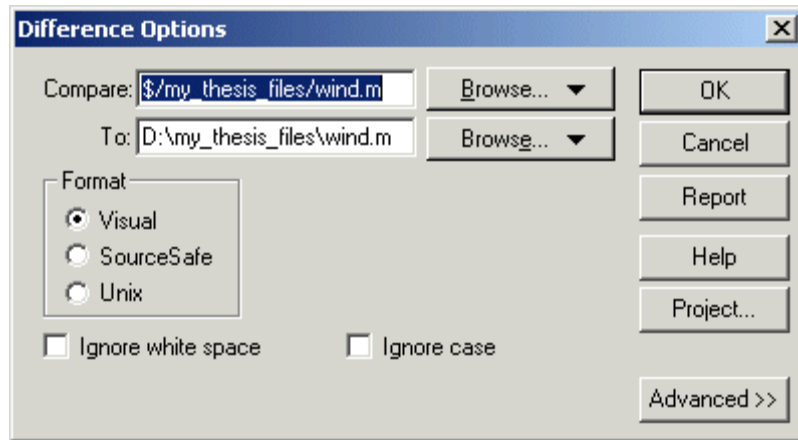 Difference Options
Compare: $/my_thesis_files/wind.m Browse... OK
To: D:\my_thesis_files\wind.m Browse... Cancel
Format
Visual
SourceSafe
Unix
Report
Help
Project...
Ignore white space Ignore case
Advanced >>